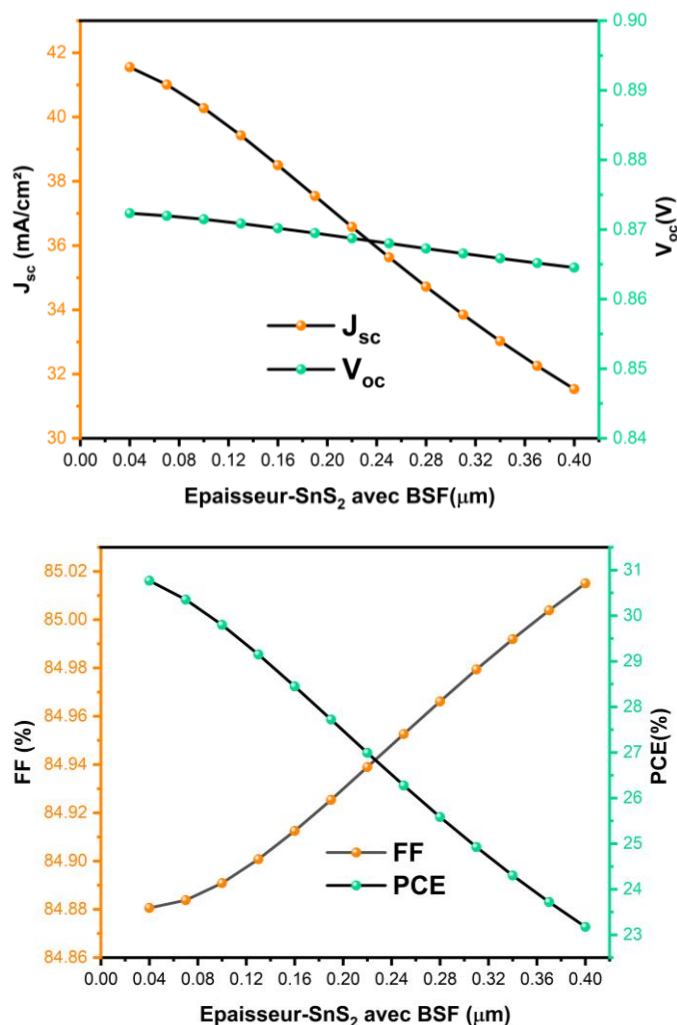 42
40
38
36
34
32
30
J_sc (mA/cm²)
0.90
0.89
0.88
0.87
0.86
0.85
0.84
V_oc(V)
J_sc
V_oc
0.00 0.04 0.08 0.12 0.16 0.20 0.24 0.28 0.32 0.36 0.40
Epaisseur-SnS₂ avec BSF(μm)
85.02
85.00
84.98
84.96
84.94
84.92
84.90
84.88
84.86
FF (%)
31
30
29
28
27
26
25
24
23
PCE(%)
FF
PCE
0.00 0.04 0.08 0.12 0.16 0.20 0.24 0.28 0.32 0.36 0.40
Epaisseur-SnS₂ avec BSF (μm)